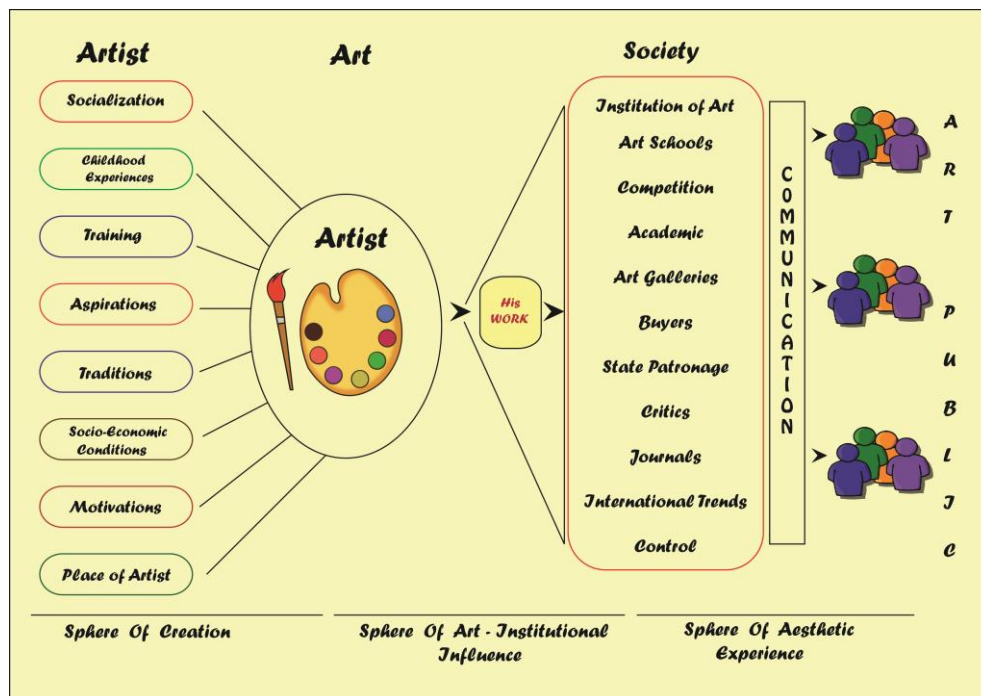 Artist
Art
Society
Socialization
Childhood
Experiences
Training
Aspirations
Traditions
Socio-Economic
Conditions
Motivations
Place of Artist
Artist
His
WORK
Institution of Art
Art Schools
Competition
Academic
Art Galleries
Buyers
State Patronage
Critics
Journals
International Trends
Control
COMMUNICATION
ART PUBLIC
Sphere Of Creation
Sphere Of Art - Institutional
Influence
Sphere Of Aesthetic
Experience